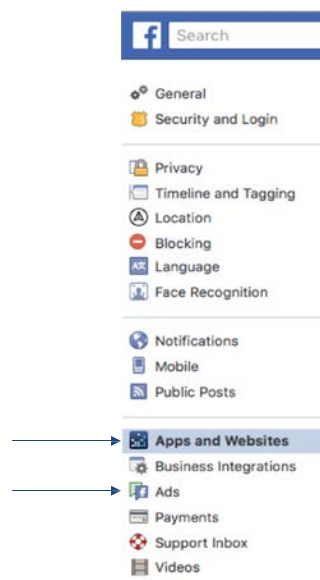 f Search
General
Security and Login
Privacy
Timeline and Tagging
Location
Blocking
Language
Face Recognition
Notifications
Mobile
Public Posts
Apps and Websites
Business Integrations
Ads
Payments
Support Inbox
Videos